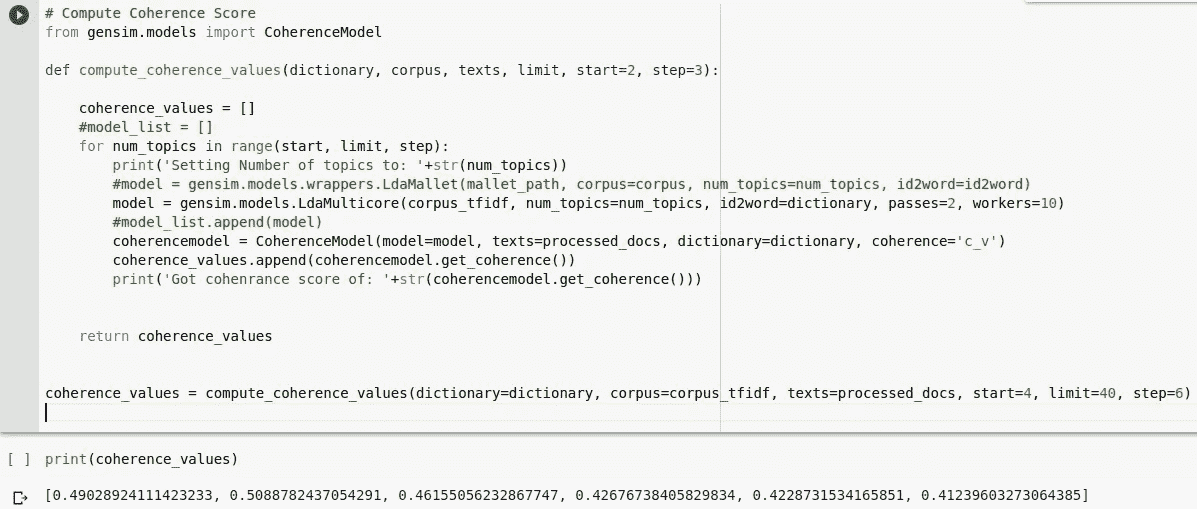 # Compute Coherence Score
from gensim.models import CoherenceModel
def compute_coherence_values(dictionary, corpus, texts, limit, start=2, step=3):
    coherence_values = []
    #model_list = []
    for num_topics in range(start, limit, step):
        print('Setting Number of topics to: '+str(num_topics))
        #model = gensim.models.wrappers.LdaMallet(mallet_path, corpus=corpus, num_topics=num_topics, id2word=id2word)
        model = gensim.models.LdaMulticore(corpus_tfidf, num_topics=num_topics, id2word=dictionary, passes=2, workers=10)
        #model_list.append(model)
        coherencemodel = CoherenceModel(model=model, texts=processed_docs, dictionary=dictionary, coherence='c_v')
        coherence_values.append(coherencemodel.get_coherence())
        print('Got cohenrance score of: '+str(coherencemodel.get_coherence()))
    return coherence_values
coherence_values = compute_coherence_values(dictionary=dictionary, corpus=corpus_tfidf, texts=processed_docs, start=4, limit=40, step=6)
[ ] print(coherence_values)
[0.49028924111423233, 0.5088782437054291, 0.46155056232867747, 0.42676738405829834, 0.4228731534165851, 0.41239603273064385]